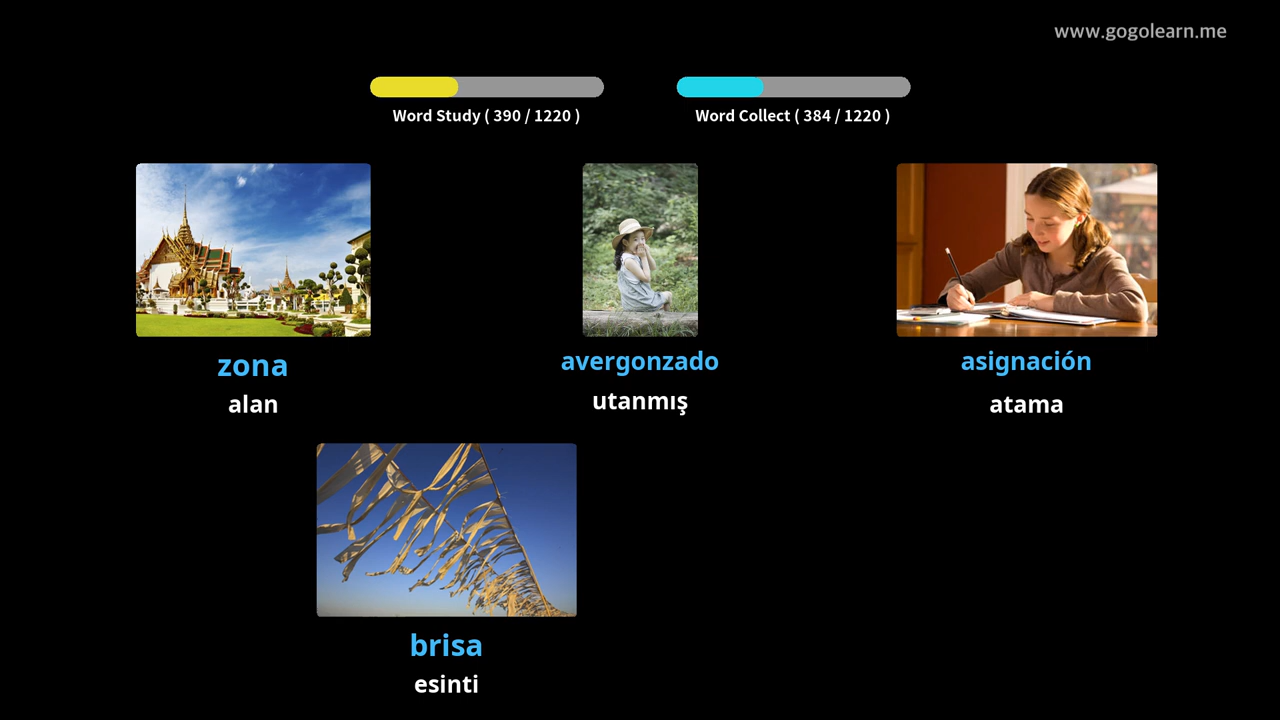 www.gogolearn.me
Word Study ( 390 / 1220 )
Word Collect ( 384 / 1220 )
zona
alan
avergonzado
utanmış
asignación
atama
brisa
esinti